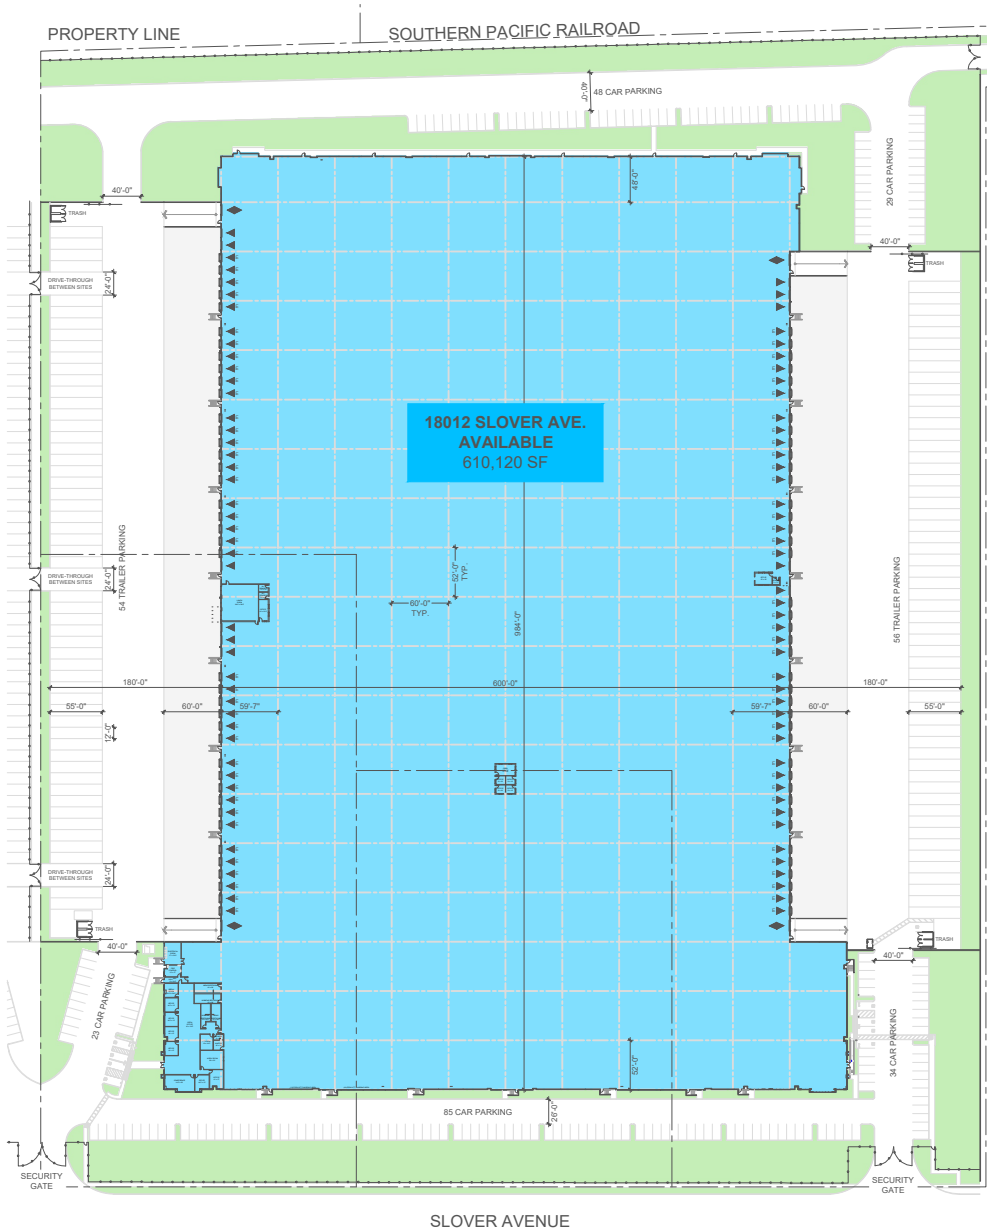 PROPERTY LINE
SOUTHERN PACIFIC RAILROAD
40'-0"
48 CAR PARKING
29 CAR PARKING
48'-0"
40'-0"
TRASH
40'-0"
TRASH
DRIVE-THROUGH
BETWEEN SITES
24'-0"
18012 SLOVER AVE.
AVAILABLE
610,120 SF
54 TRAILER PARKING
DRIVE-THROUGH
BETWEEN SITES
24'-0"
52'-0"
TYP.
60'-0"
TYP.
984'-0"
56 TRAILER PARKING
180'-0"
600'-0"
180'-0"
55'-0"
60'-0"
59'-7"
59'-7"
60'-0"
55'-0"
12'-0"
DRIVE-THROUGH
BETWEEN SITES
24'-0"
TRASH
40'-0"
TRASH
40'-0"
23 CAR PARKING
34 CAR PARKING
52'-0"
85 CAR PARKING
26'-0"
SECURITY
GATE
SECURITY
GATE
SLOVER AVENUE